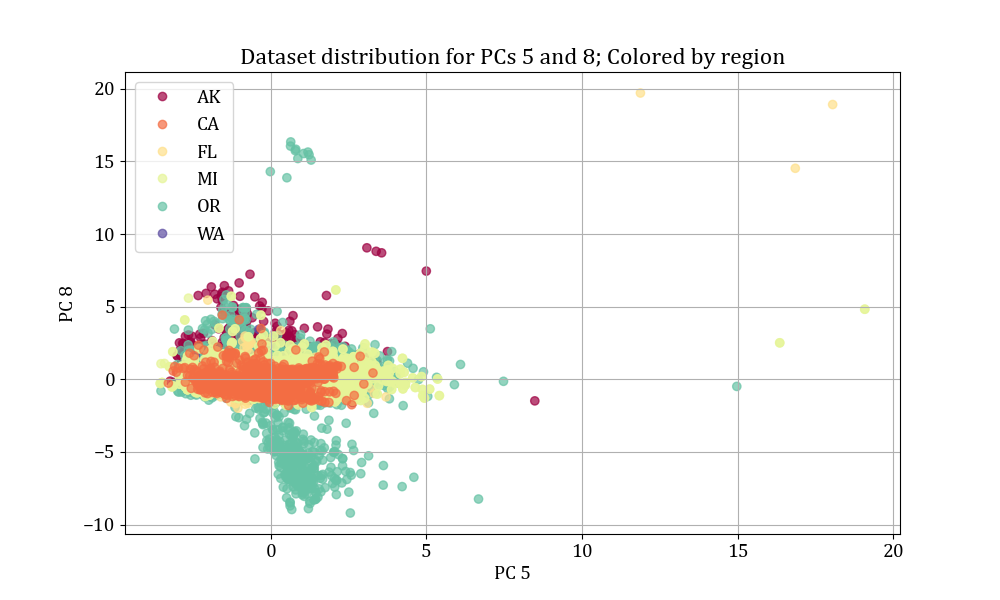 Dataset distribution for PCs 5 and 8; Colored by region
20
15
10
5
0
−5
−10
PC 8
AK
CA
FL
MI
OR
WA
0 5 10 15 20
PC 5